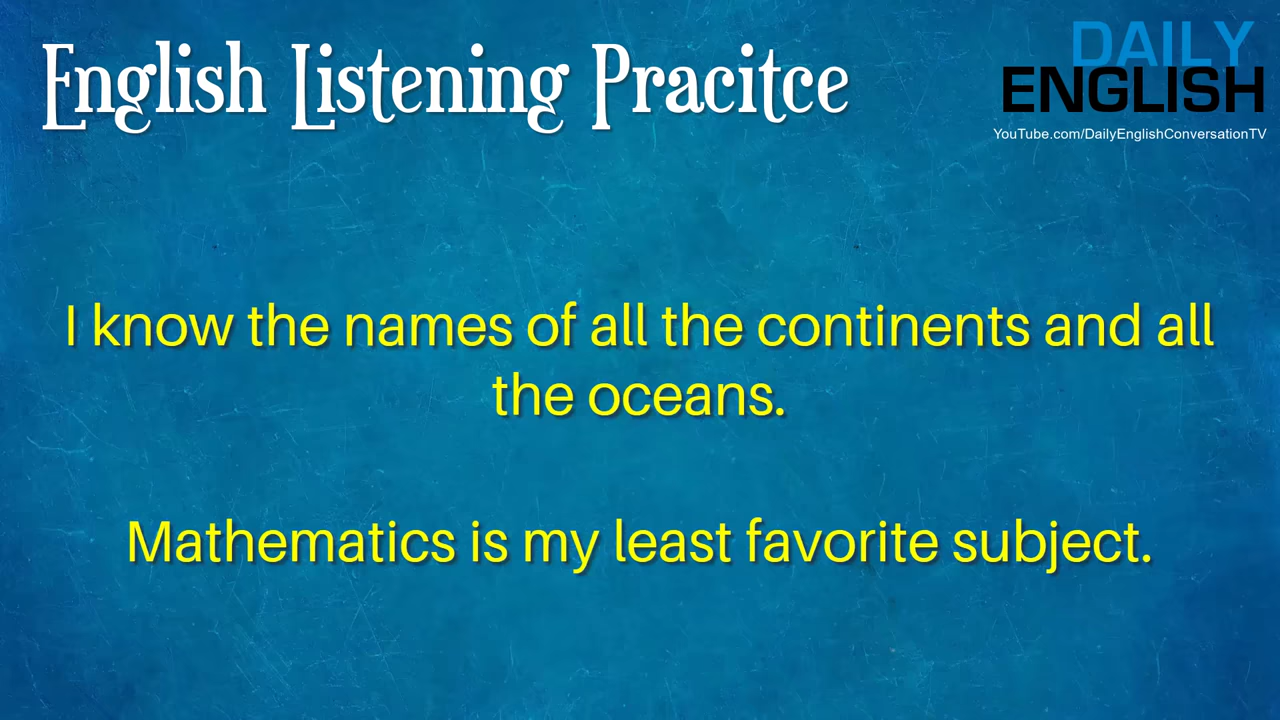 English Listening Pracitce
DAILY
ENGLISH
YouTube.com/DailyEnglishConversationTV
I know the names of all the continents and all
the oceans.
Mathematics is my least favorite subject.